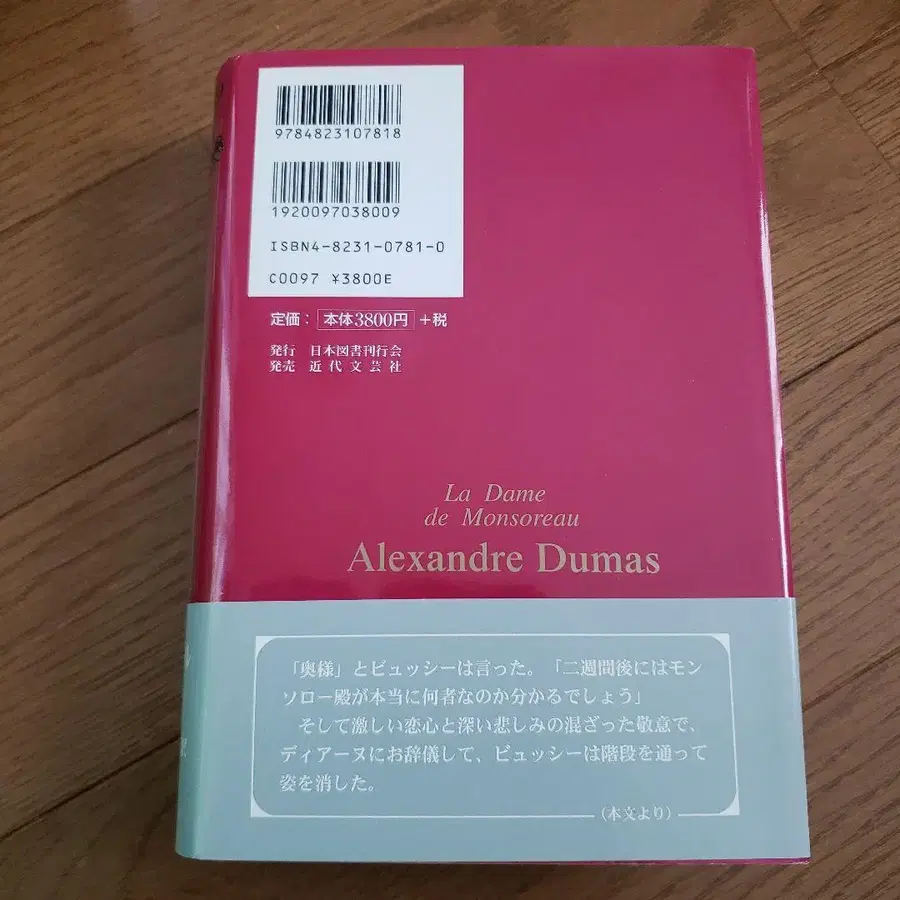 9784823107818
1920097038009
ISBN4-8231-0781-0
C0097 ¥3800E
定価： 本体3800円 +税
発行 日本図書刊行会
発売 近代文芸社
La Dame
de Monsoreau
Alexandre Dumas
「奥様」とビュッシーは言った。「二週間後にはモン
ソロー殿が本当に何者なのか分かるでしょう」
そして激しい恋心と深い悲しみの混ざった敬意で、
ディアーヌにお辞儀して、ビュッシーは階段を通って
姿を消した。
（本文より）